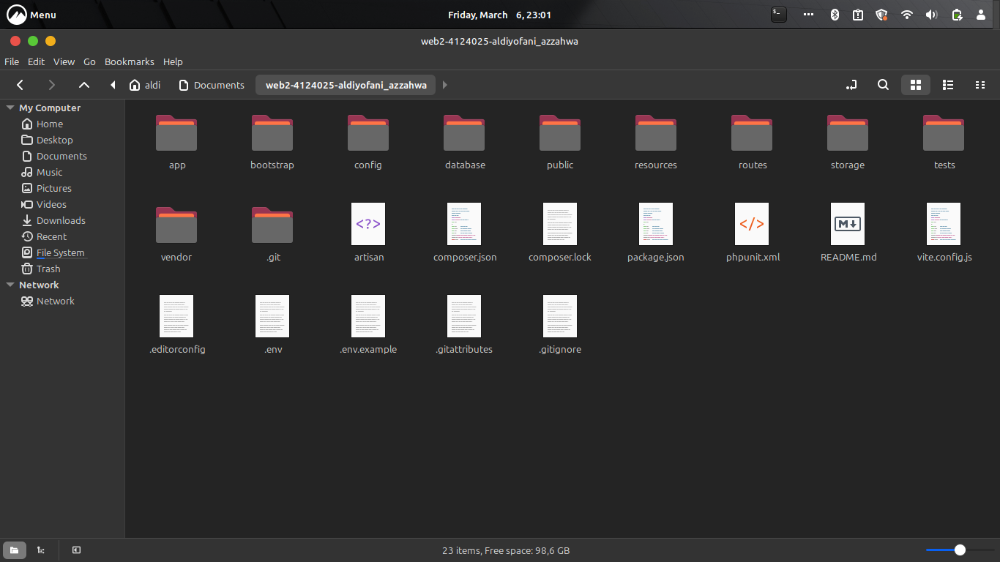 Menu
Friday, March 6, 23:01
web2-4124025-aldiyofani_azzahwa
File Edit View Go Bookmarks Help
aldi Documents web2-4124025-aldiyofani_azzahwa
My Computer
Home
Desktop
Documents
Music
Pictures
Videos
Downloads
Recent
File System
Trash
Network
Network
app bootstrap config database public resources routes storage tests
vendor .git artisan composer.json composer.lock package.json phpunit.xml README.md vite.config.js
.editorconfig .env .env.example .gitattributes .gitignore
23 items, Free space: 98,6 GB